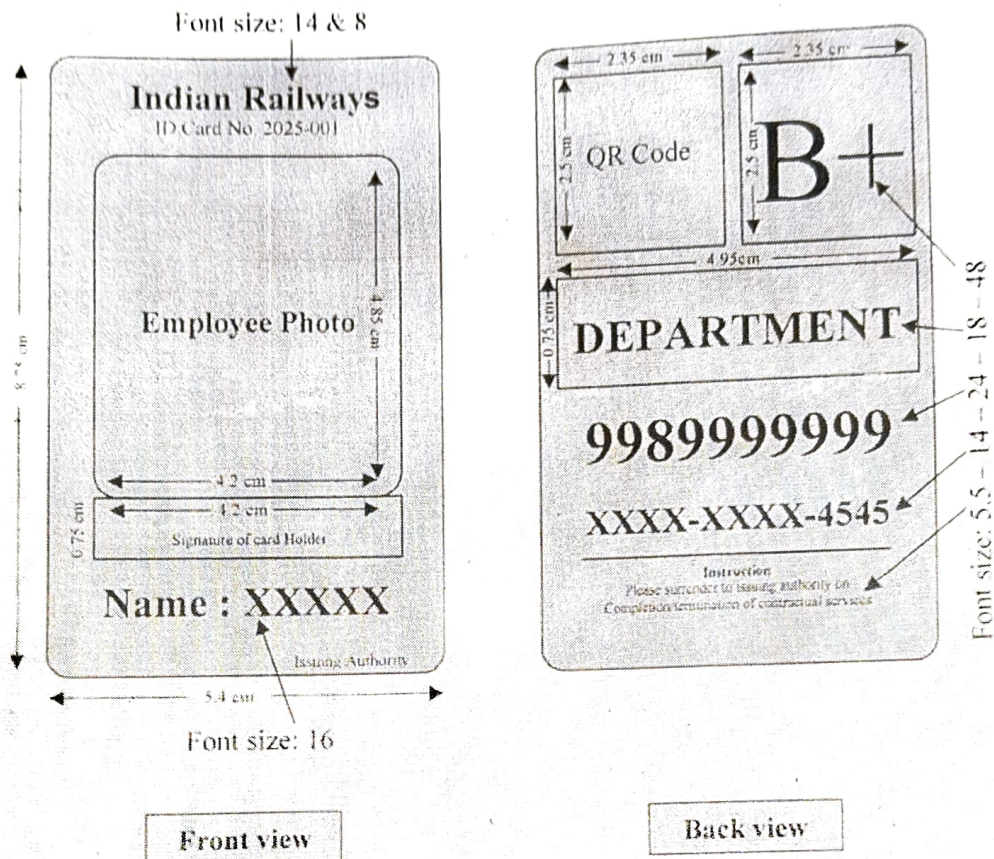 Font size: 14 & 8
Indian Railways
ID Card No. 2025-001
Employee Photo
4.85 cm
4.2 cm
4.2 cm
0.75 cm
Signature of card Holder
Name : XXXXX
Issuing Authority
cm
5.4 cm
Font size: 16
Front view
2.35 cm
2.35 cm
2.5 cm
QR Code
2.5 cm
B+
4.95cm
0.75 cm
DEPARTMENT
9989999999
XXXX-XXXX-4545
Instruction
Please surrender to issuing authority on
Completion/termination of contractual services
Font size: 5.5 – 14 – 24 – 18 – 48
Back view